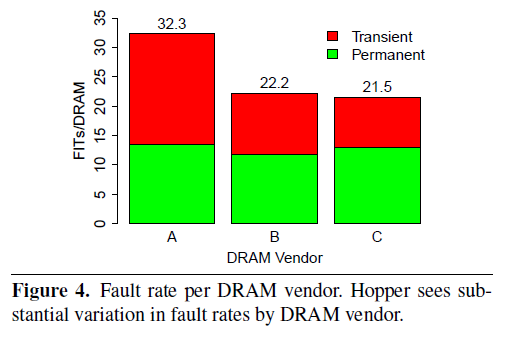 32.3
22.2
21.5
Transient
Permanent
FITs/DRAM
0
5
10
15
20
25
30
35
A
B
C
DRAM Vendor
Figure 4. Fault rate per DRAM vendor. Hopper sees sub-
stantial variation in fault rates by DRAM vendor.